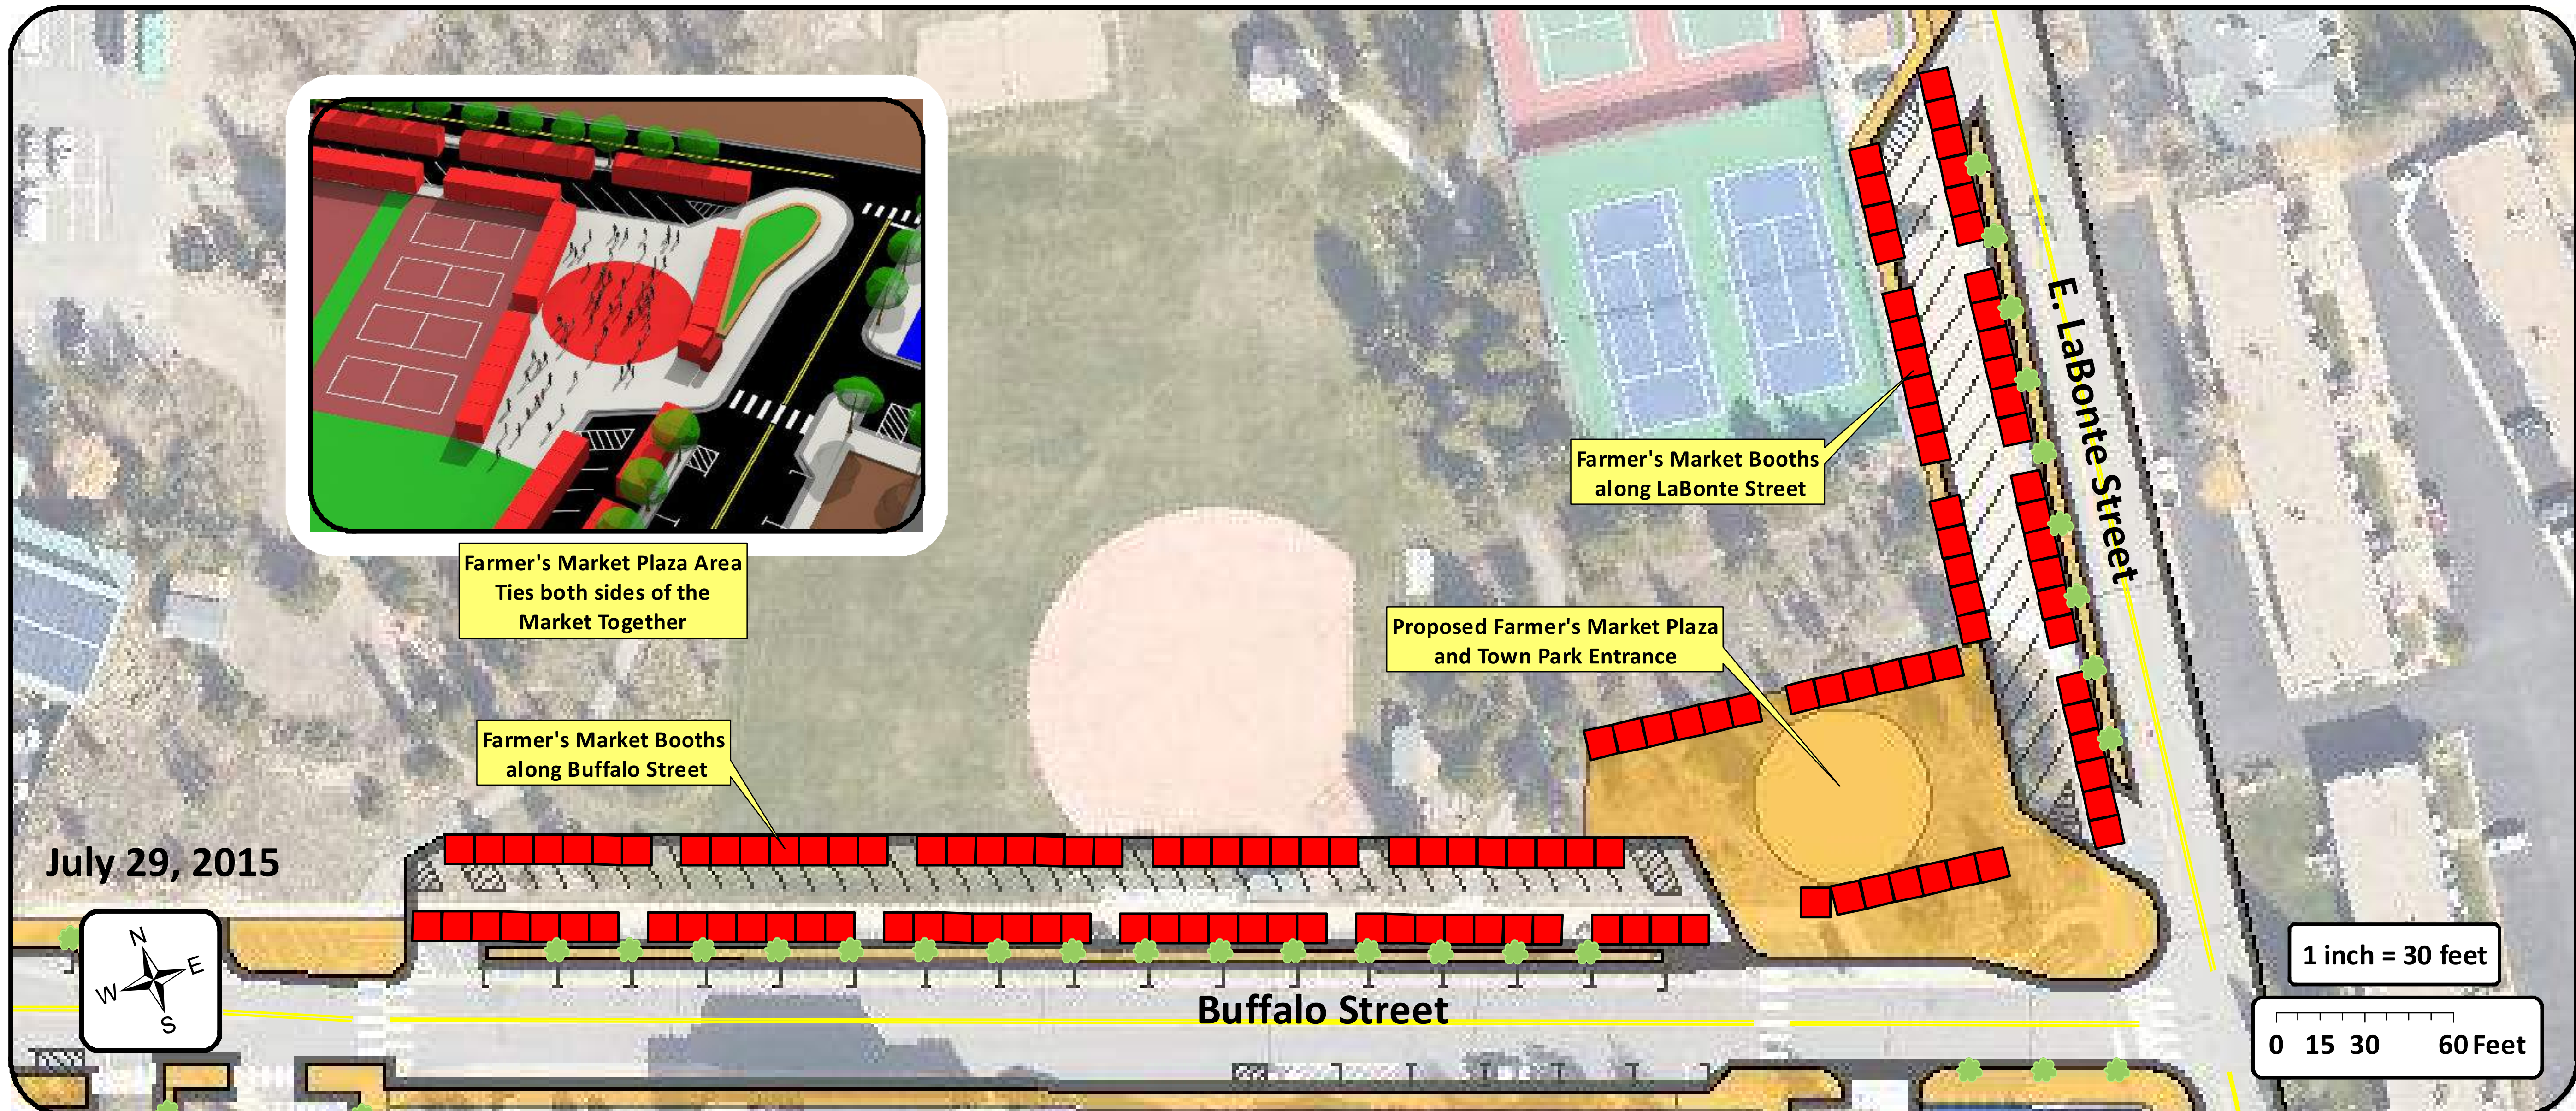 Farmer's Market Plaza Area
Ties both sides of the
Market Together
Farmer's Market Booths
along LaBonte Street
E. LaBonte Street
Proposed Farmer's Market Plaza
and Town Park Entrance
Farmer's Market Booths
along Buffalo Street
July 29, 2015
N
E
W
S
Buffalo Street
1 inch = 30 feet
0 15 30 60 Feet